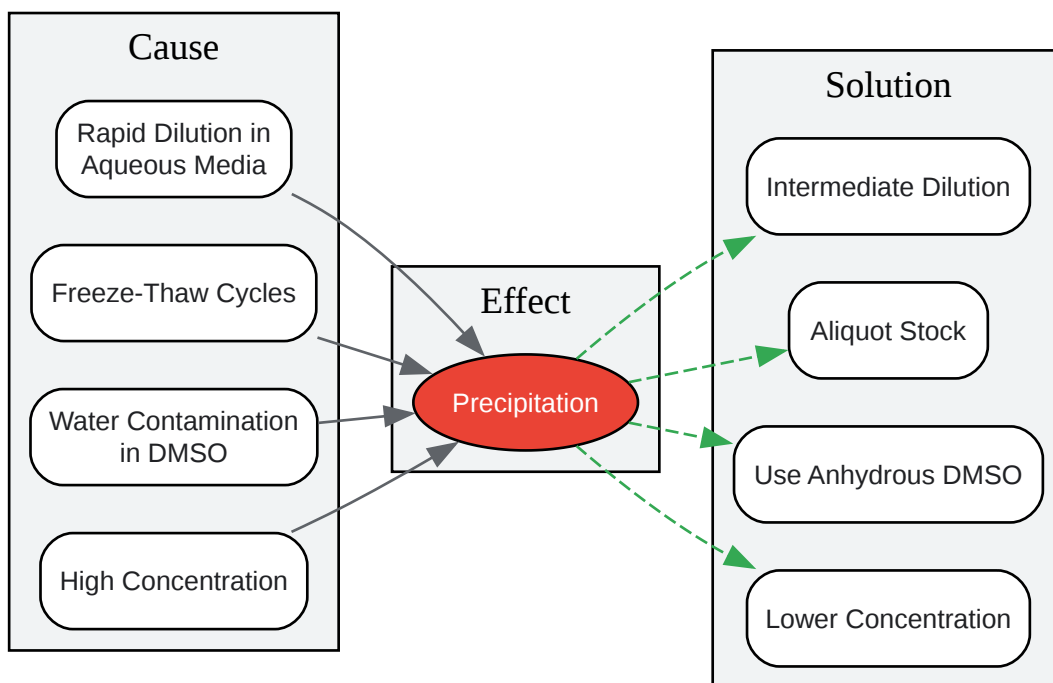 Cause
Rapid Dilution in
Aqueous Media
Freeze-Thaw Cycles
Water Contamination
in DMSO
High Concentration
Effect
Precipitation
Solution
Intermediate Dilution
Aliquot Stock
Use Anhydrous DMSO
Lower Concentration